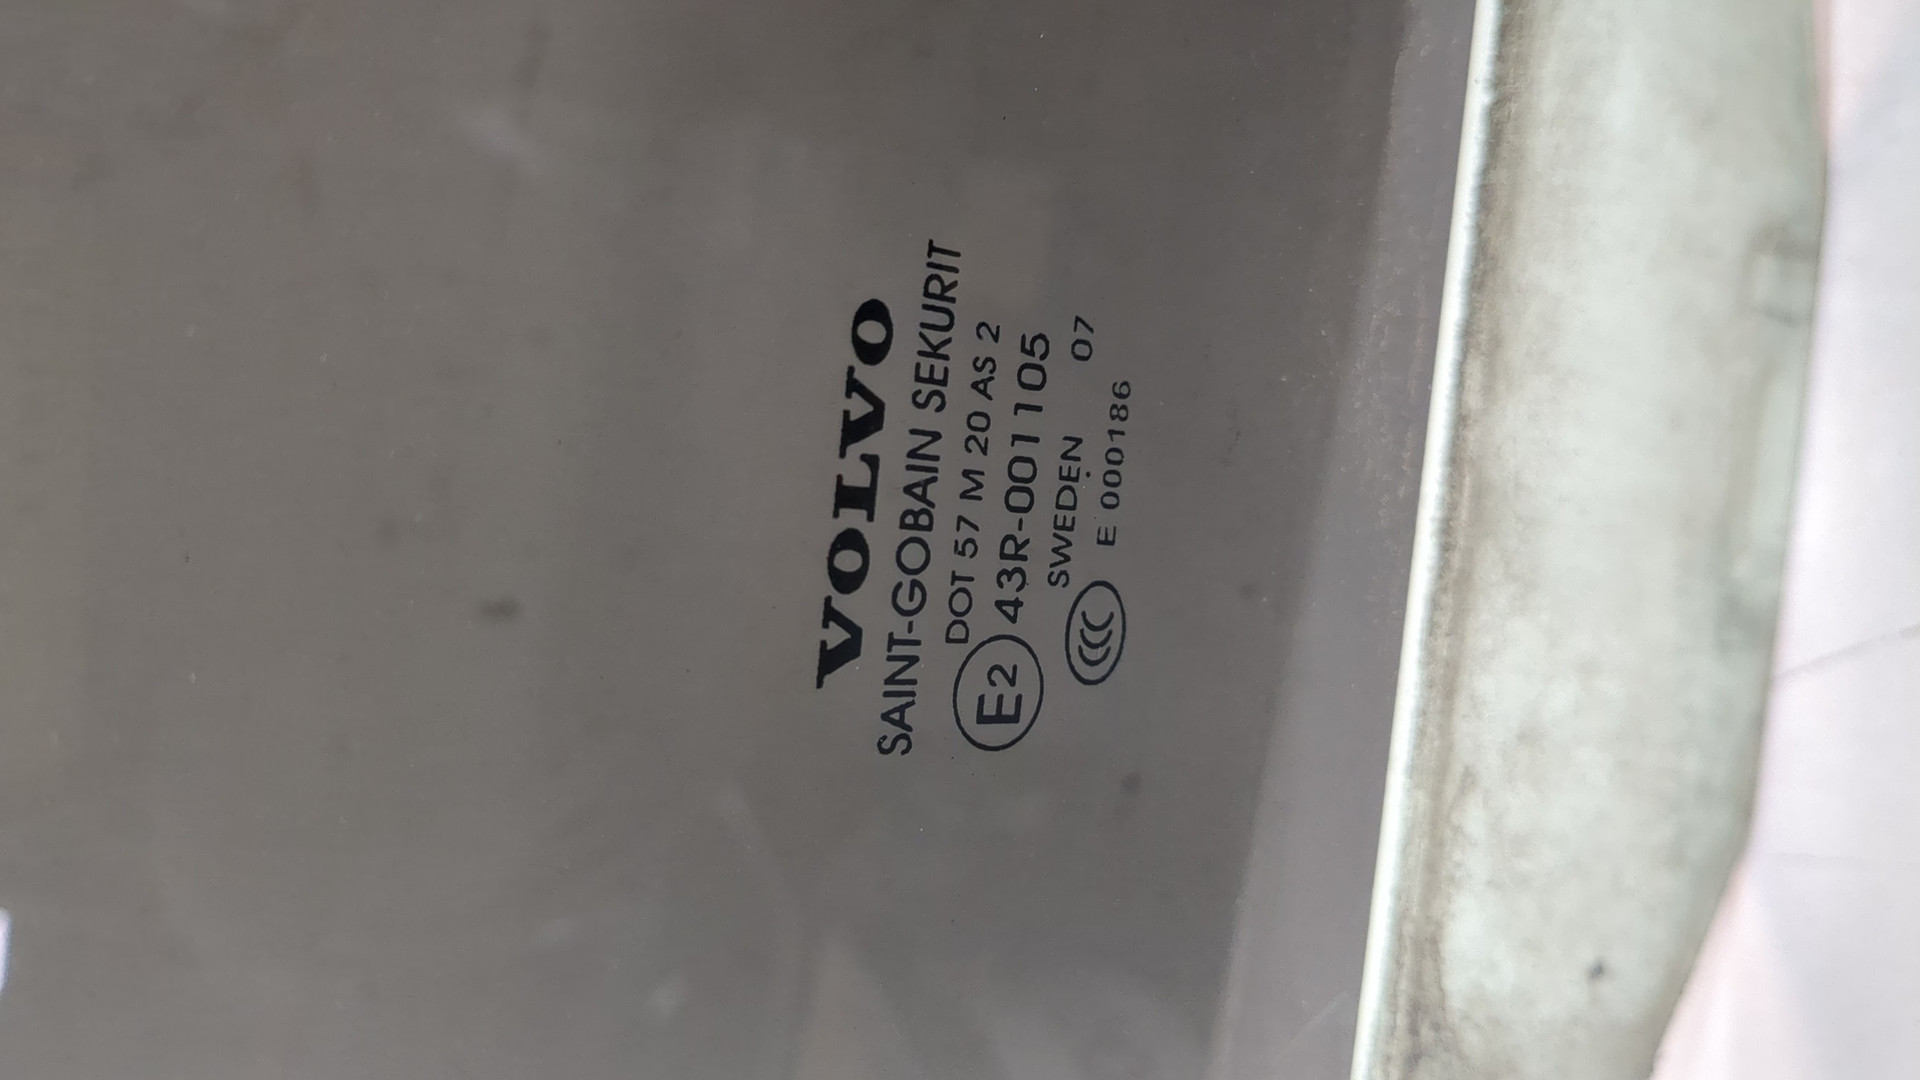 VOLVO
SAINT-GOBAIN SEKURIT
DOT 57 M 20 AS 2
E2 43R-001105
SWEDEN 07
CCC E 000186